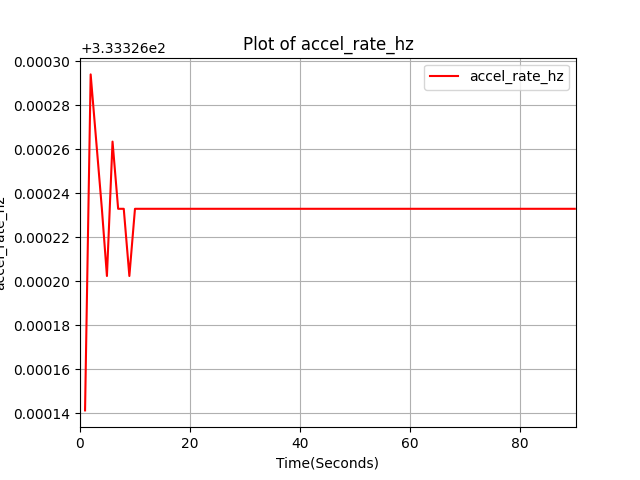 +3.33326e2
Plot of accel_rate_hz
accel_rate_hz
0.00030
0.00028
0.00026
0.00024
0.00022
0.00020
0.00018
0.00016
0.00014
accel_rate_hz
0 20 40 60 80
Time(Seconds)